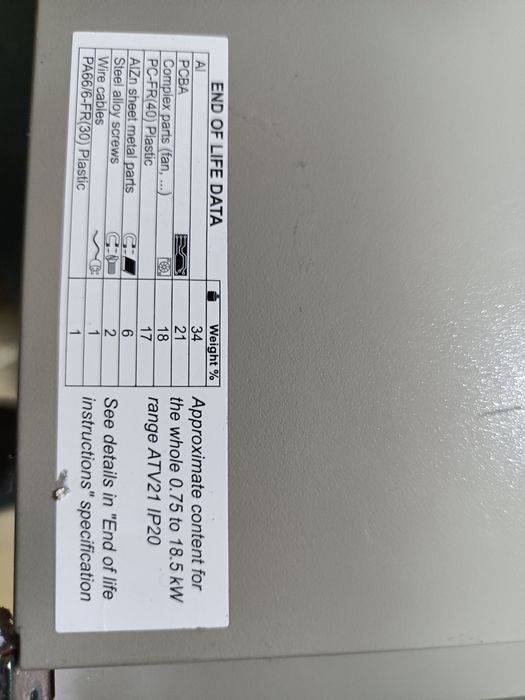 END OF LIFE DATA Weight %
Al 34
PCBA 21
Complex parts (fan, ...) 18
PC-FR(40) Plastic 17
AlZn sheet metal parts 6
Steel alloy screws 2
Wire cables 1
PA66/6-FR(30) Plastic 1
Approximate content for
the whole 0.75 to 18.5 kW
range ATV21 IP20
See details in "End of life
instructions" specification